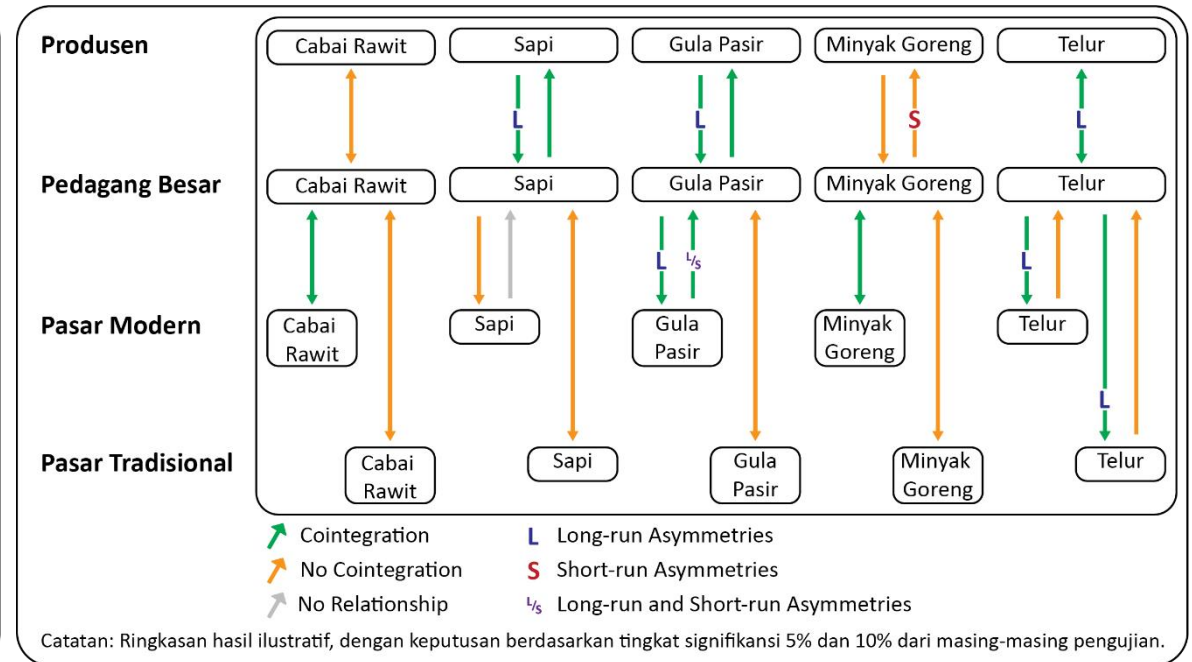 Produsen
Cabai Rawit
Sapi
Gula Pasir
Minyak Goreng
Telur
L
L
S
L
Pedagang Besar
Cabai Rawit
Sapi
Gula Pasir
Minyak Goreng
Telur
L
L/S
L
Pasar Modern
Cabai
Rawit
Sapi
Gula
Pasir
Minyak
Goreng
Telur
L
Pasar Tradisional
Cabai
Rawit
Sapi
Gula
Pasir
Minyak
Goreng
Telur
Cointegration
L Long-run Asymmetries
No Cointegration
S Short-run Asymmetries
No Relationship
L/S Long-run and Short-run Asymmetries
Catatan: Ringkasan hasil ilustratif, dengan keputusan berdasarkan tingkat signifikansi 5% dan 10% dari masing-masing pengujian.